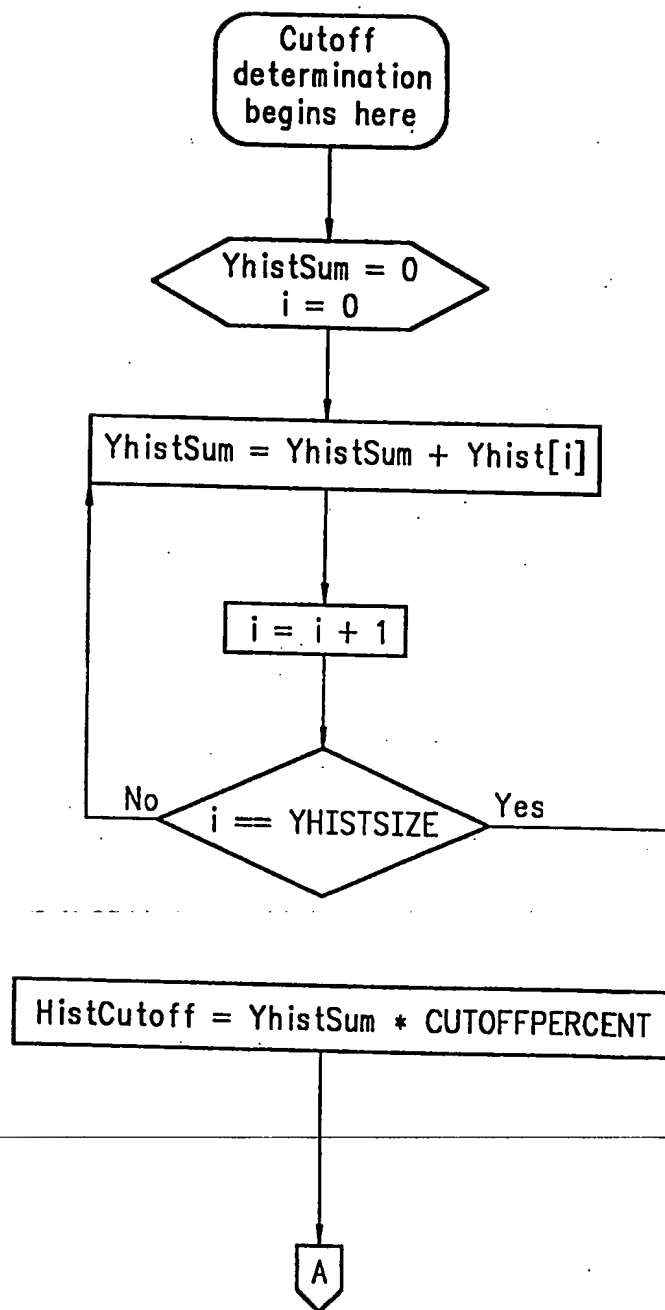 Cutoff
determination
begins here
YhistSum = 0
i = 0
YhistSum = YhistSum + Yhist[i]
i = i + 1
No
i == YHISTSIZE
Yes
HistCutoff = YhistSum * CUTOFFPERCENT
A